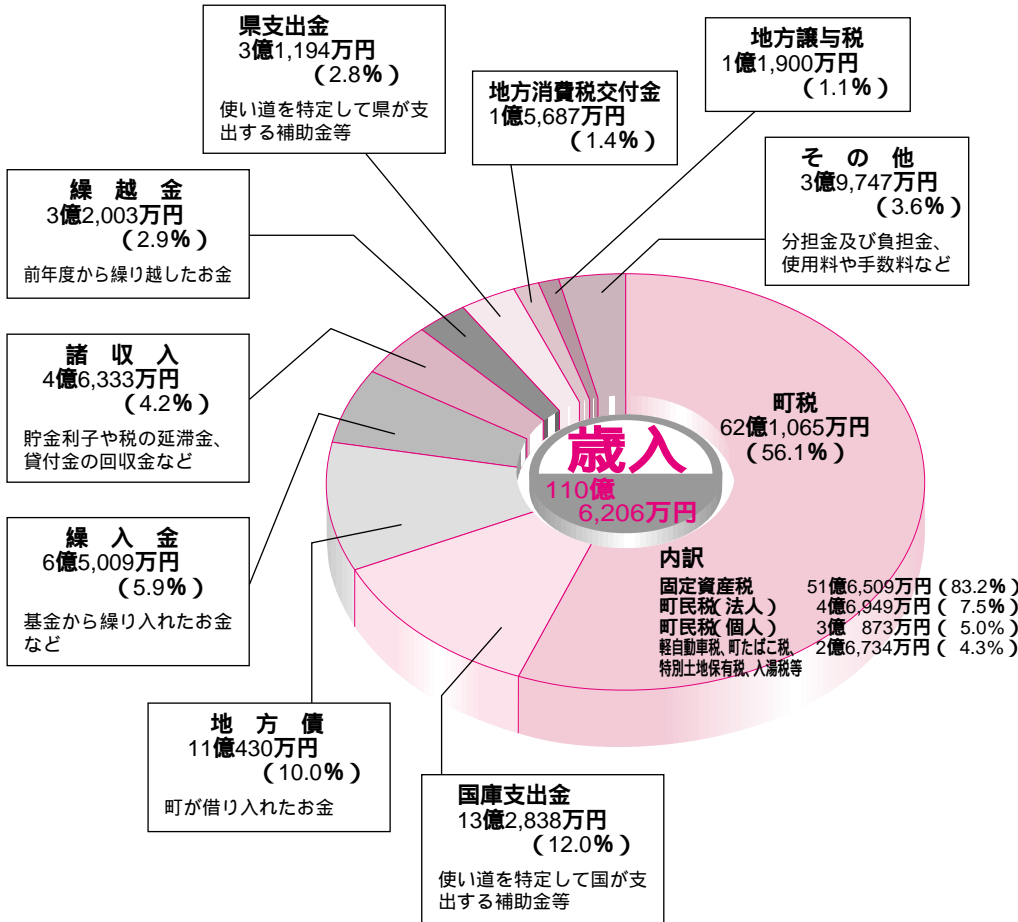 県支出金
3億1,194万円
(2.8%)
使い道を特定して県が支
出する補助金等
地方消費税交付金
1億5,687万円
(1.4%)
地方譲与税
1億1,900万円
(1.1%)
その他
3億9,747万円
(3.6%)
分担金及び負担金、
使用料や手数料など
繰越金
3億2,003万円
(2.9%)
前年度から繰り越したお金
諸収入
4億6,333万円
(4.2%)
貯金利子や税の延滞金、
貸付金の回収金など
繰入金
6億5,009万円
(5.9%)
基金から繰り入れたお金
など
地方債
11億430万円
(10.0%)
町が借り入れたお金
国庫支出金
13億2,838万円
(12.0%)
使い道を特定して国が支
出する補助金等
歳入
110億
6,206万円
町税
62億1,065万円
(56.1%)
内訳
固定資産税 51億6,509万円(83.2%)
町民税(法人) 4億6,949万円( 7.5%)
町民税(個人) 3億 873万円( 5.0%)
軽自動車税、町たばこ税、 2億6,734万円( 4.3%)
特別土地保有税、入湯税等